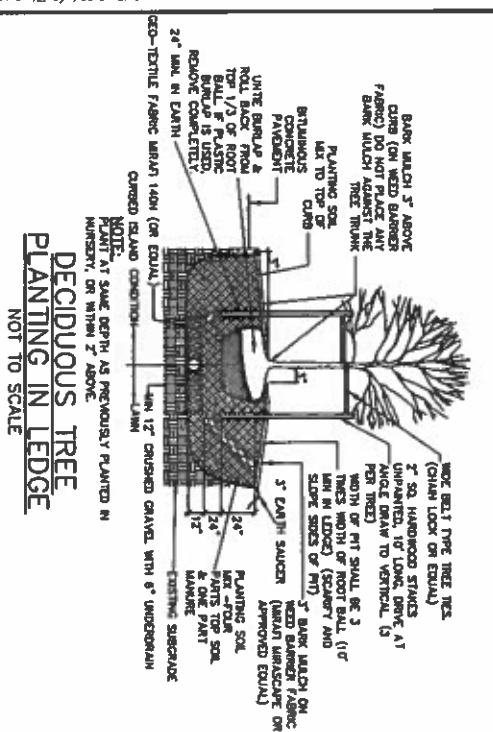 BARK MULCH 3" ABOVE
CURB (ON WEED BARRIER
FABRIC) DO NOT PLACE ANY
BARK MULCH AGAINST THE
TREE TRUNK
PLANTING SOIL
MIX TO TOP OF
CURB
BITUMINOUS
CONCRETE
PAVEMENT
UNTIE BURLAP &
ROLL BACK FROM
TOP 1/3 OF ROOT
BALL IF PLASTIC
BURLAP IS USED,
REMOVE COMPLETELY.
24" MIN. IN EARTH
GEO-TEXTILE FABRIC MIRAFI 140N (OR EQUAL)
WIDE BELT TYPE TREE TIES.
(CHAIN LOCK OR EQUAL)
2" SQ. HARDWOOD STAKES
UNPAINTED, 10' LONG, DRIVE AT
ANGLE DRAW TO VERTICAL (3
PER TREE)
WIDTH OF PIT SHALL BE 3
TIMES WIDTH OF ROOT BALL (10'
MIN IN LEDGE) (SCARIFY AND
SLOPE SIDES OF PIT)
3" BARK MULCH ON
WEED BARRIER FABRIC
(MIRAFI MIRASCAPE OR
APPROVED EQUAL)
3" EARTH SAUCER
PLANTING SOIL
MIX -FOUR
PARTS TOP SOIL
& ONE PART
MANURE
24"
24"
12"
EXISTING SUBGRADE
MIN 12" CRUSHED GRAVEL WITH 6" UNDERDRAIN
CURBED ISLAND CONDITION
LAWN
NOTE:
PLANT AT SAME DEPTH AS PREVIOUSLY PLANTED IN
NURSERY, OR WITHIN 2" ABOVE.
DECIDUOUS TREE
PLANTING IN LEDGE
NOT TO SCALE